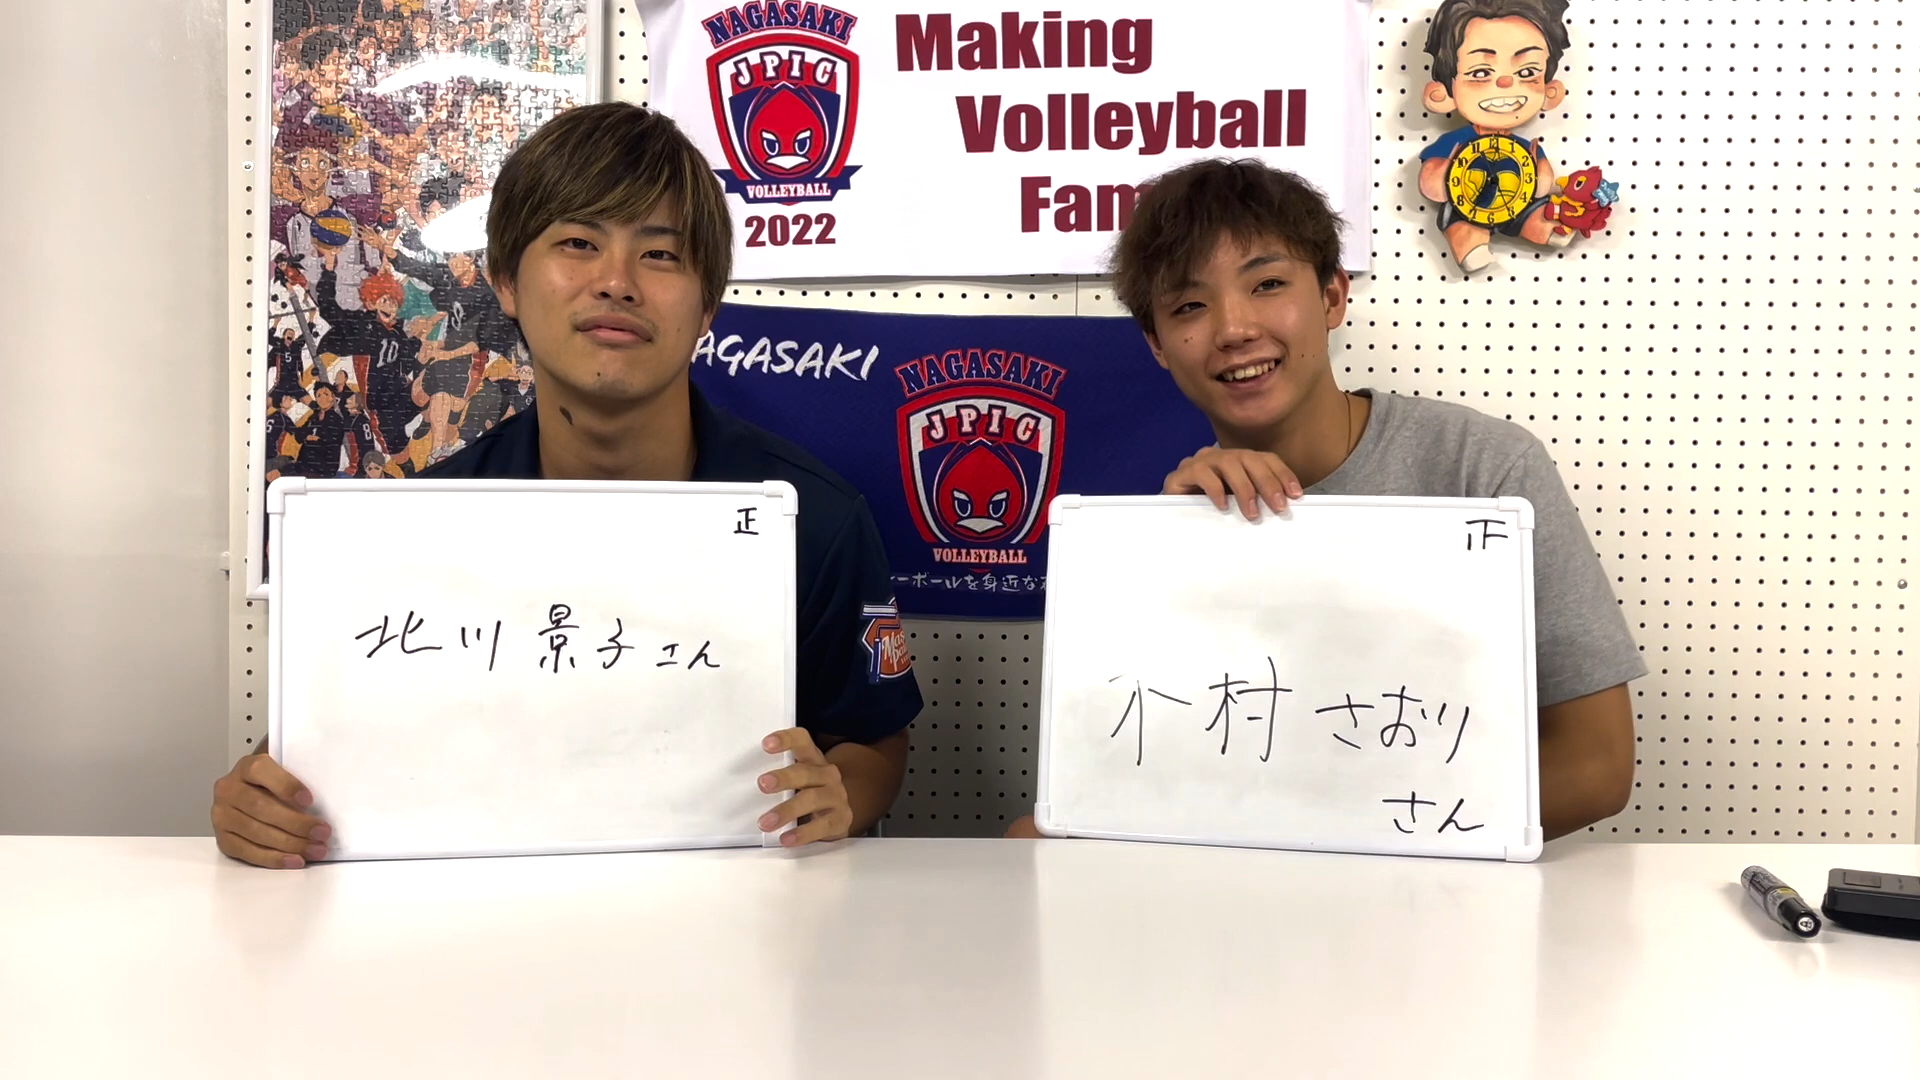 NAGASAKI
JPIC
VOLLEYBALL
2022
Making
Volleyball
Fam
AGASAKI
NAGASAKI
JPIC
VOLLEYBALL
ーボールを身近な
正
北川景子さん
正
木村さおり
さん